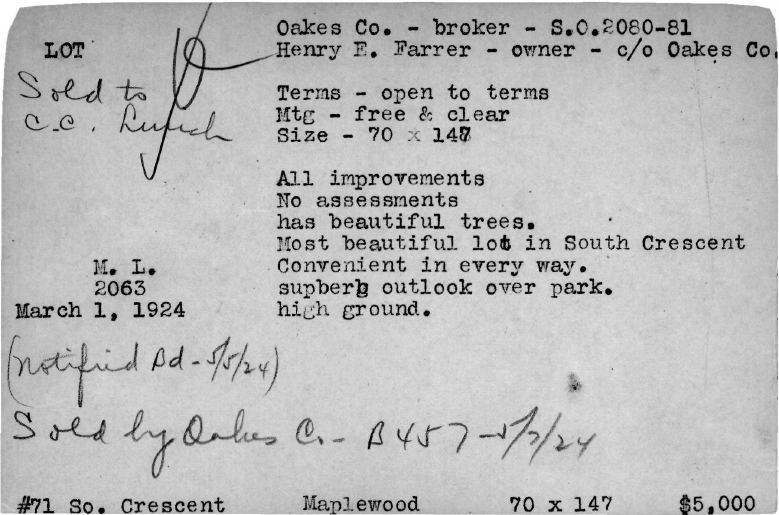 Oakes Co. - broker - S.O.2080-81
LOT
Henry E. Farrer - owner - c/o Oakes Co.
Sold to
C.C.
Terms - open to terms
Mtg - free & clear
Size - 70 x 147
All improvements
No assessments
has beautiful trees.
Most beautiful lot in South Crescent
M. L.
Convenient in every way.
2063
supberb outlook over park.
March 1, 1924
high ground.
(Notified Bd - 5/5/24)
Sold by Oakes C. - B457 - 5/2/24
#71 So. Crescent Maplewood 70 x 147 $5,000